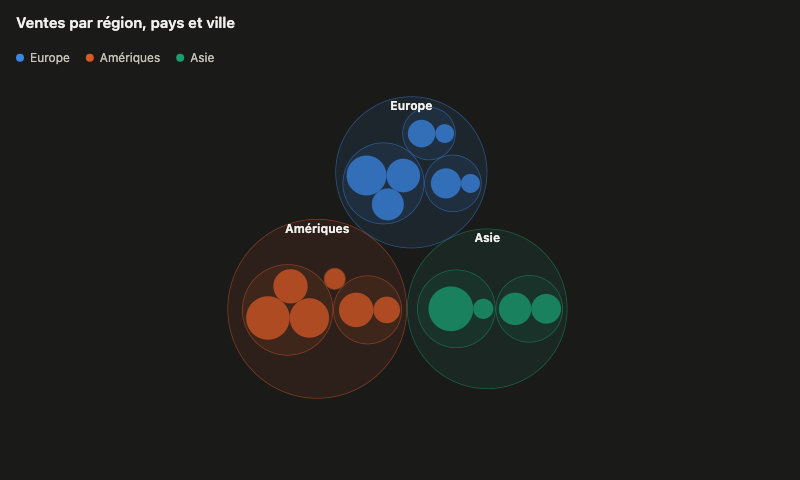 Ventes par région, pays et ville
Europe Amériques Asie
Europe
Amériques
Asie